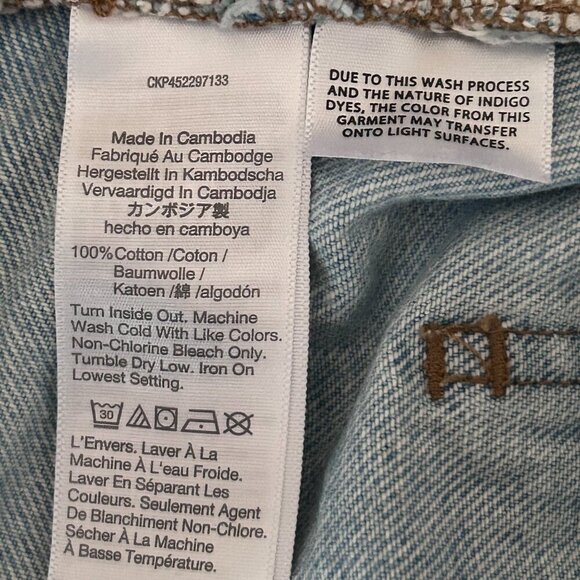 CKP452297133
Made In Cambodia
Fabriqué Au Cambodge
Hergestellt In Kambodscha
Vervaardigd In Cambodja
カンボジア製
hecho en camboya
100%Cotton /Coton/
Baumwolle /
Katoen /綿 /algodón
Turn Inside Out. Machine
Wash Cold With Like Colors.
Non-Chlorine Bleach Only.
Tumble Dry Low. Iron On
Lowest Setting.
30
L'Envers. Laver À La
Machine À L'eau Froide.
Laver En Séparant Les
Couleurs. Seulement Agent
De Blanchiment Non-Chlore.
Sécher À La Machine
À Basse Température.
DUE TO THIS WASH PROCESS
AND THE NATURE OF INDIGO
DYES, THE COLOR FROM THIS
GARMENT MAY TRANSFER
ONTO LIGHT SURFACES.